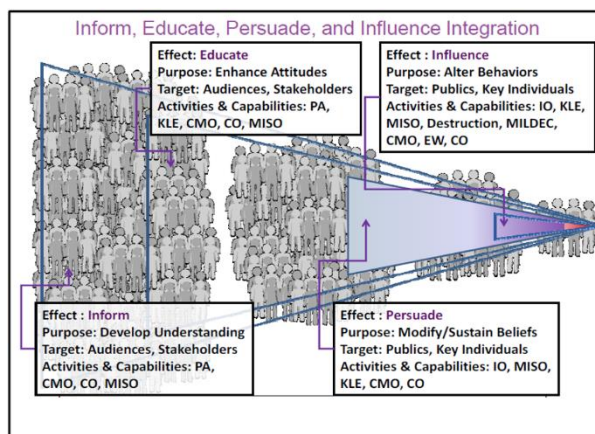 Inform, Educate, Persuade, and Influence Integration
Effect: Educate
Purpose: Enhance Attitudes
Target: Audiences, Stakeholders
Activities & Capabilities: PA,
KLE, CMO, CO, MISO
Effect : Influence
Purpose: Alter Behaviors
Target: Publics, Key Individuals
Activities & Capabilities: IO, KLE,
MISO, Destruction, MILDEC,
CMO, EW, CO
Effect : Inform
Purpose: Develop Understanding
Target: Audiences, Stakeholders
Activities & Capabilities: PA,
CMO, CO, MISO
Effect : Persuade
Purpose: Modify/Sustain Beliefs
Target: Publics, Key Individuals
Activities & Capabilities: IO, MISO,
KLE, CMO, CO